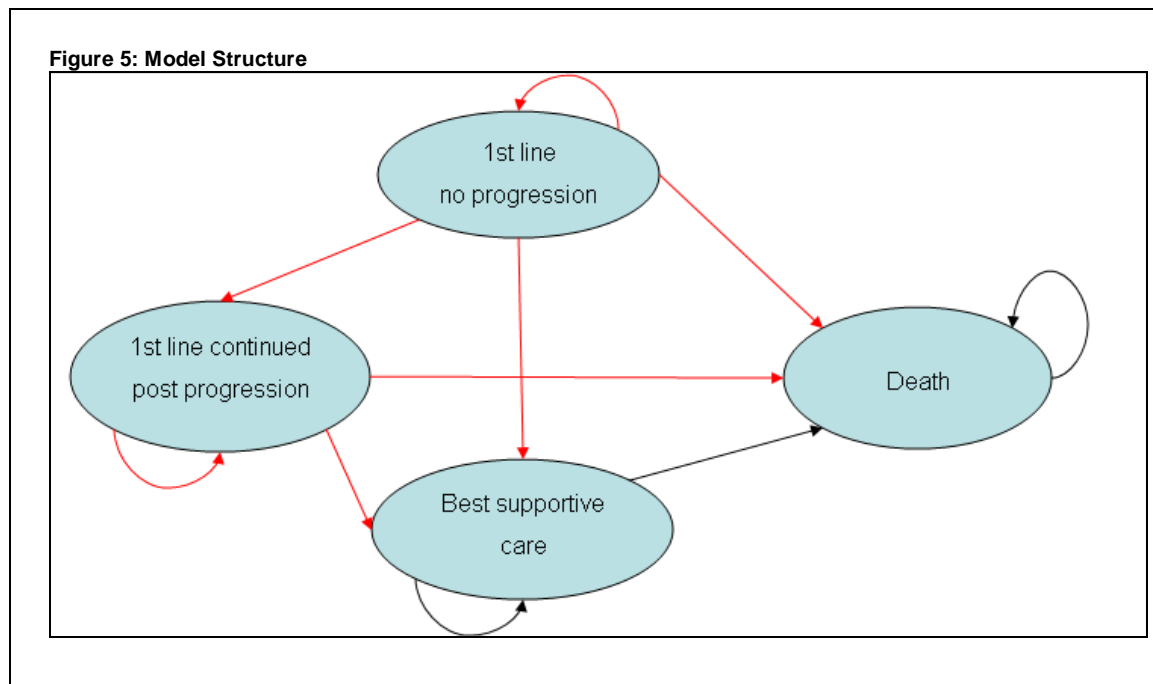 Figure 5: Model Structure
1st line
no progression
1st line continued
post progression
Death
Best supportive
care